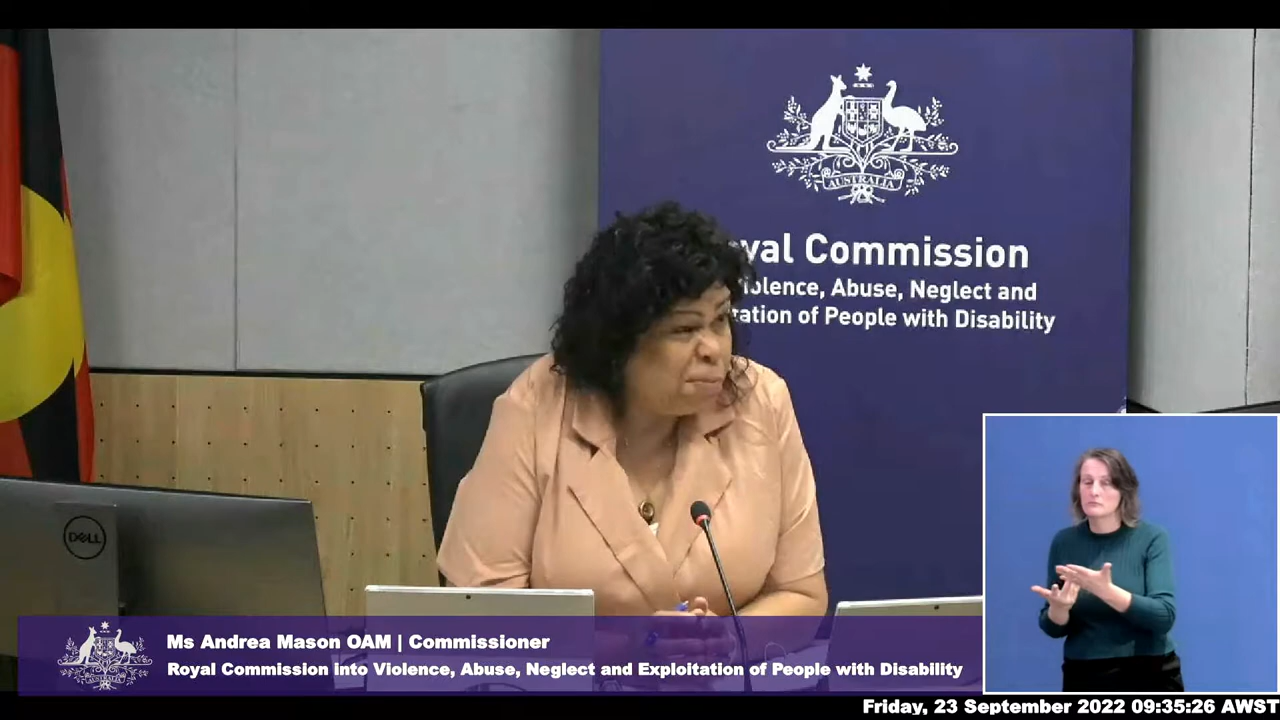 AUSTRALIA
yal Commission
iolence, Abuse, Neglect and
tation of People with Disability
DELL
Ms Andrea Mason OAM | Commissioner
Royal Commission into Violence, Abuse, Neglect and Exploitation of People with Disability
Friday, 23 September 2022 09:35:26 AWST